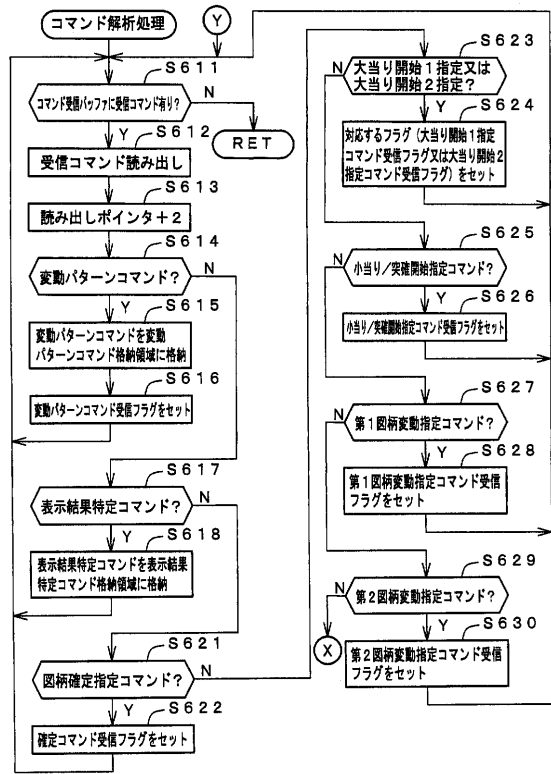 コマンド解析処理
Y
S611
コマンド受信バッファに受信コマンド有り？
N
RET
Y
S612
受信コマンド読み出し
S613
読み出しポインタ＋２
S614
変動パターンコマンド？
N
Y
S615
変動パターンコマンドを変動
パターンコマンド格納領域に格納
S616
変動パターンコマンド受信フラグをセット
S617
表示結果特定コマンド？
N
Y
S618
表示結果特定コマンドを表示結果
特定コマンド格納領域に格納
S621
図柄確定指定コマンド？
N
Y
S622
確定コマンド受信フラグをセット
S623
N
大当り開始１指定又は
大当り開始２指定？
Y
S624
対応するフラグ（大当り開始１指定
コマンド受信フラグ又は大当り開始２
指定コマンド受信フラグ）をセット
S625
N
小当り／突確開始指定コマンド？
Y
S626
小当り／突確開始指定コマンド受信フラグをセット
S627
N
第１図柄変動指定コマンド？
Y
S628
第１図柄変動指定コマンド受信
フラグをセット
S629
N
第２図柄変動指定コマンド？
X
Y
S630
第２図柄変動指定コマンド受信
フラグをセット